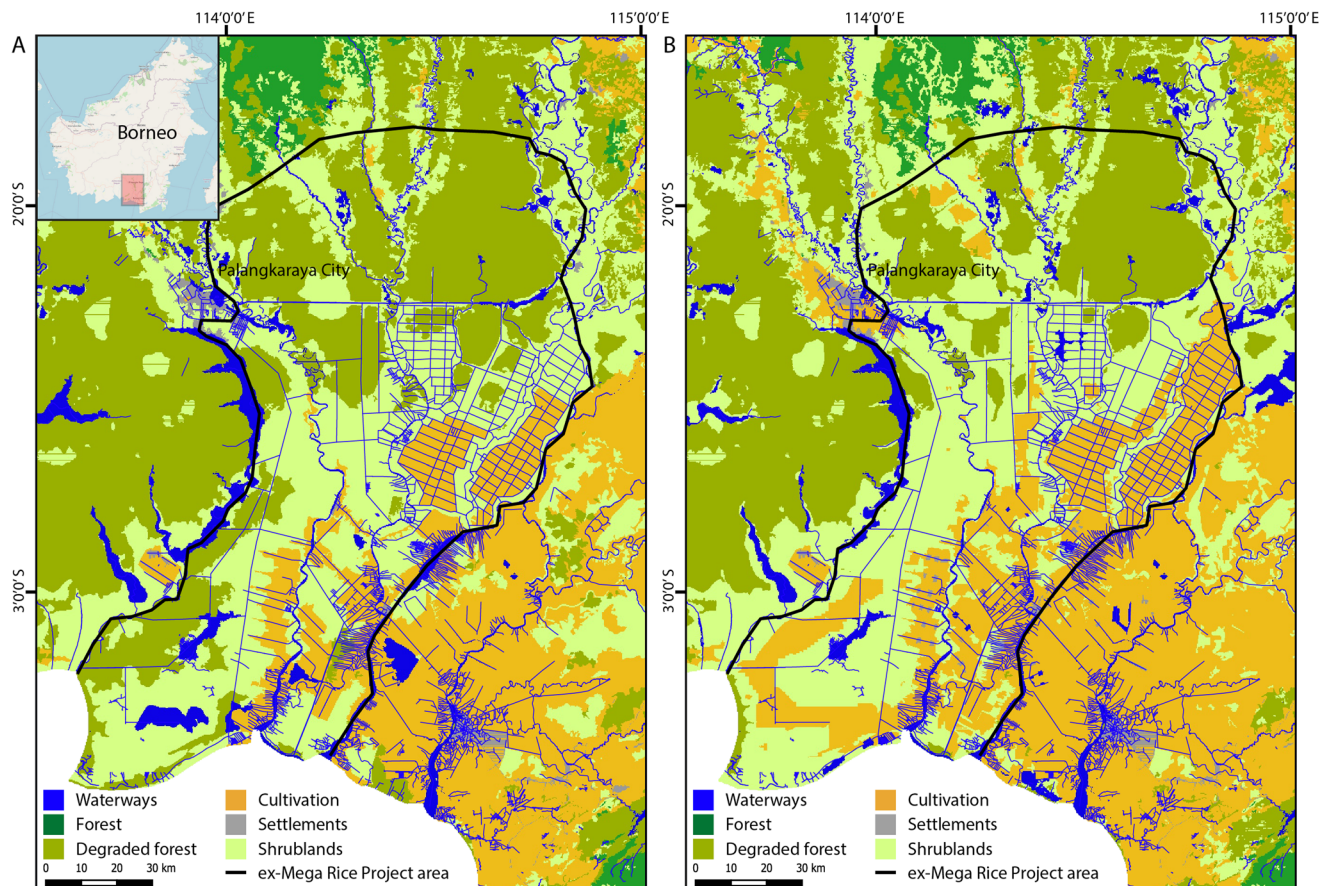 114°0'0"E
115°0'0"E
114°0'0"E
115°0'0"E
A
B
Borneo
2°0'0"S
2°0'0"S
Palangkaraya City
Palangkaraya City
3°0'0"S
3°0'0"S
Waterways
Cultivation
Forest
Settlements
Degraded forest
Shrublands
0 10 20 30 km
ex-Mega Rice Project area
Waterways
Cultivation
Forest
Settlements
Degraded forest
Shrublands
0 10 20 30 km
ex-Mega Rice Project area